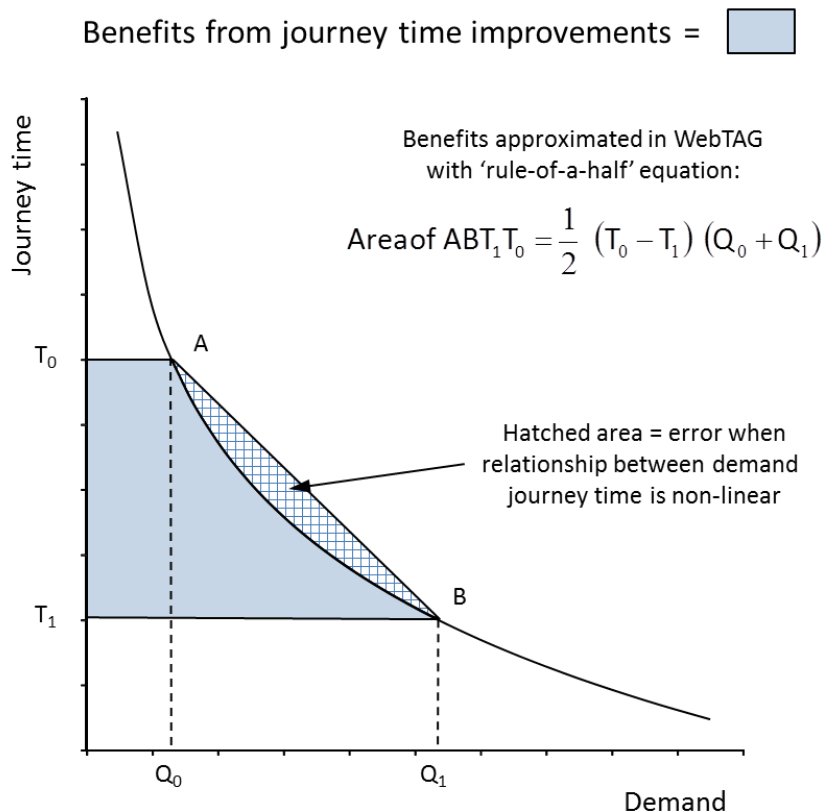 Benefits from journey time improvements =
Benefits approximated in WebTAG
with ‘rule-of-a-half’ equation:
Areaof ABT₁T₀ = 1/2 (T₀ − T₁) (Q₀ + Q₁)
Journey time
T₀
A
Hatched area = error when
relationship between demand
journey time is non-linear
B
T₁
Q₀
Q₁
Demand